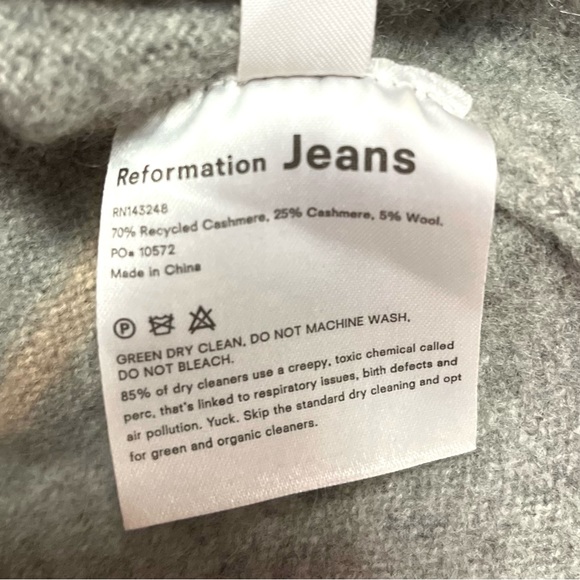 Reformation Jeans
RN143248
70% Recycled Cashmere, 25% Cashmere, 5% Wool.
PO# 10572
Made in China
P
GREEN DRY CLEAN, DO NOT MACHINE WASH,
DO NOT BLEACH.
85% of dry cleaners use a creepy, toxic chemical called
perc, that's linked to respiratory issues, birth defects and
air pollution. Yuck. Skip the standard dry cleaning and opt
for green and organic cleaners.